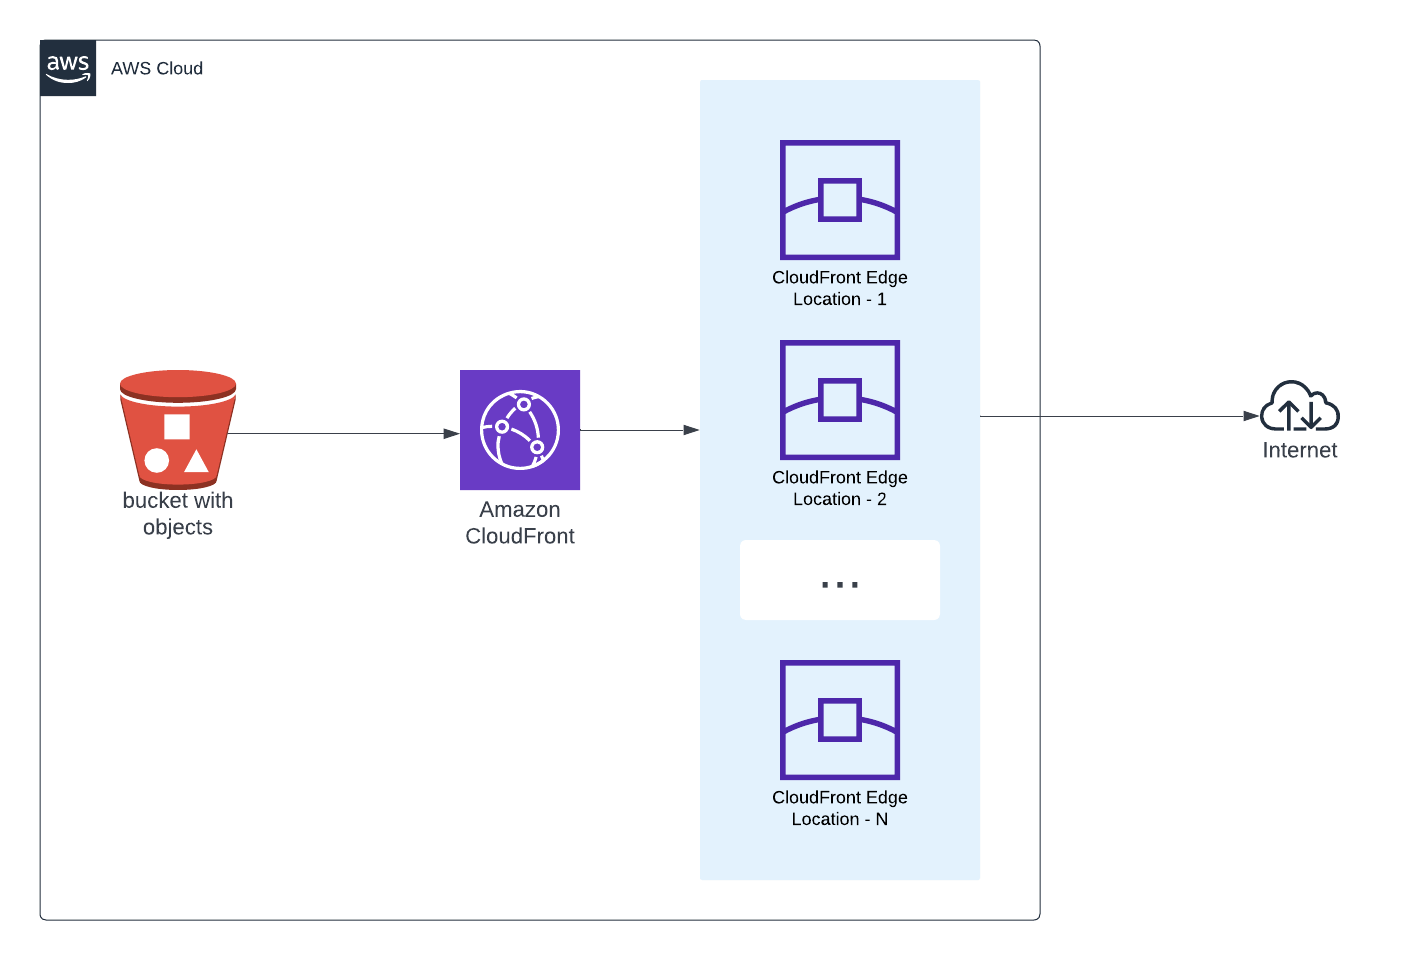 aws
AWS Cloud
CloudFront Edge
Location - 1
CloudFront Edge
Location - 2
...
CloudFront Edge
Location - N
bucket with
objects
Amazon
CloudFront
Internet